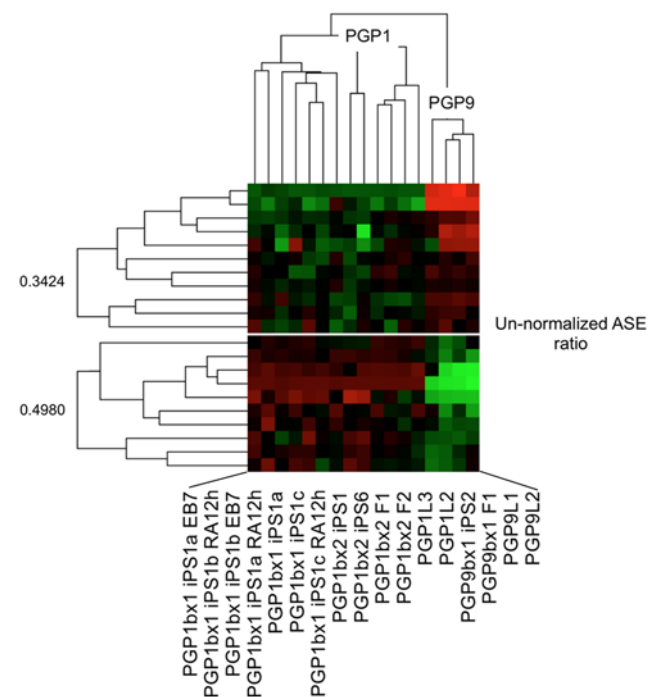 PGP1
PGP9
0.3424
Un-normalized ASE
ratio
0.4980
PGP1bx1 iPS1a EB7
PGP1bx1 iPS1b RA12h
PGP1bx1 iPS1b EB7
PGP1bx1 iPS1a RA12h
PGP1bx1 iPS1a
PGP1bx1 iPS1c
PGP1bx1 iPS1c RA12h
PGP1bx2 iPS1
PGP1bx2 iPS6
PGP1bx2 F1
PGP1bx2 F2
PGP1L3
PGP1L2
PGP9bx1 iPS2
PGP9bx1 F1
PGP9L1
PGP9L2